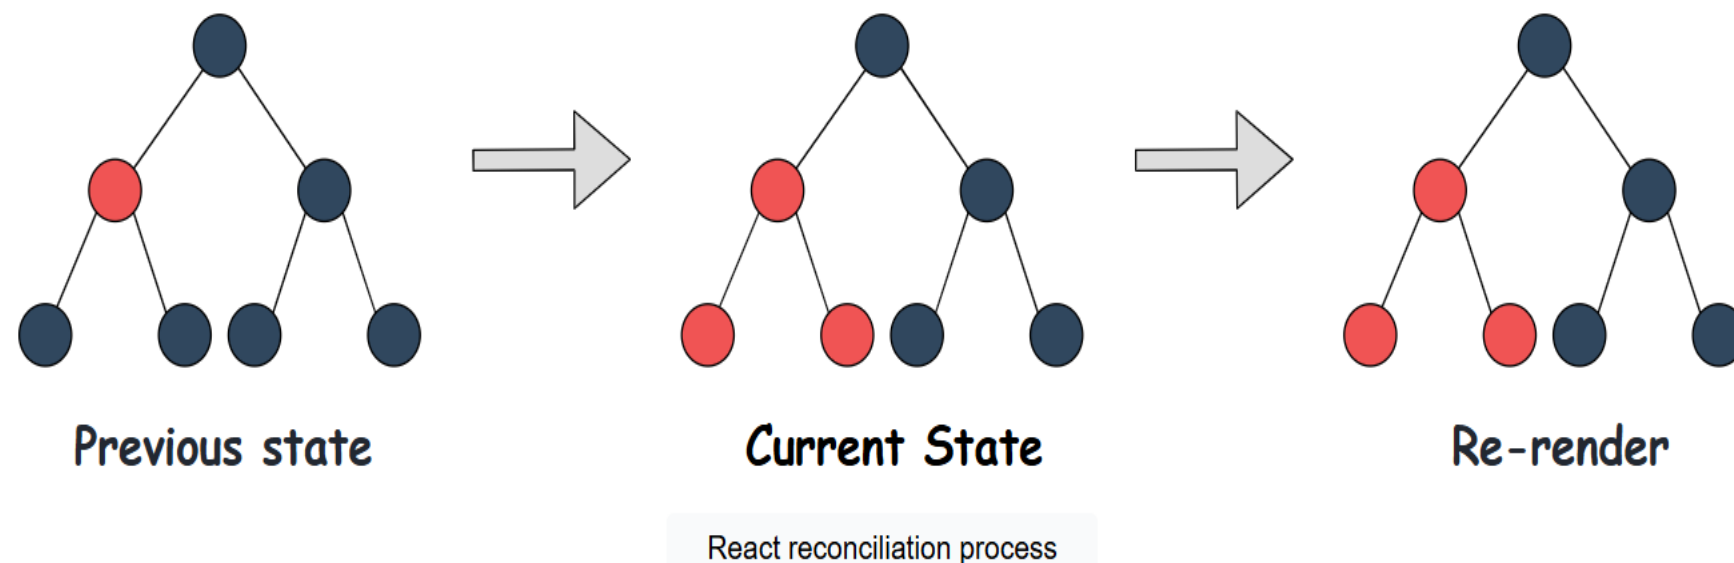 Previous state
Current State
Re-render
React reconciliation process